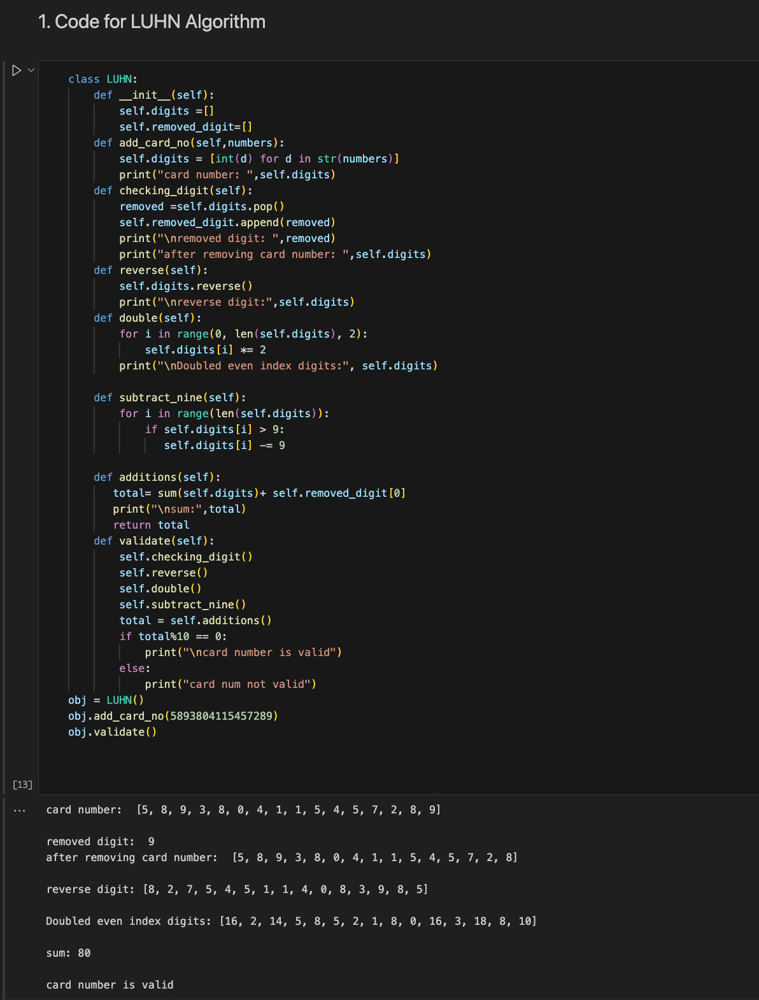 1. Code for LUHN Algorithm
class LUHN:
    def __init__(self):
        self.digits =[]
        self.removed_digit=[]
    def add_card_no(self,numbers):
        self.digits = [int(d) for d in str(numbers)]
        print("card number: ",self.digits)
    def checking_digit(self):
        removed =self.digits.pop()
        self.removed_digit.append(removed)
        print("\nremoved digit: ",removed)
        print("after removing card number: ",self.digits)
    def reverse(self):
        self.digits.reverse()
        print("\nreverse digit:",self.digits)
    def double(self):
        for i in range(0, len(self.digits), 2):
            self.digits[i] *= 2
        print("\nDoubled even index digits:", self.digits)

    def subtract_nine(self):
        for i in range(len(self.digits)):
            if self.digits[i] > 9:
               self.digits[i] -= 9

    def additions(self):
       total= sum(self.digits)+ self.removed_digit[0]
       print("\nsum:",total)
       return total
    def validate(self):
        self.checking_digit()
        self.reverse()
        self.double()
        self.subtract_nine()
        total = self.additions()
        if total%10 == 0:
            print("\ncard number is valid")
        else:
            print("card num not valid")
obj = LUHN()
obj.add_card_no(5893804115457289)
obj.validate()
[13]
... card number:  [5, 8, 9, 3, 8, 0, 4, 1, 1, 5, 4, 5, 7, 2, 8, 9]

removed digit:  9
after removing card number:  [5, 8, 9, 3, 8, 0, 4, 1, 1, 5, 4, 5, 7, 2, 8]

reverse digit: [8, 2, 7, 5, 4, 5, 1, 1, 4, 0, 8, 3, 9, 8, 5]

Doubled even index digits: [16, 2, 14, 5, 8, 5, 2, 1, 8, 0, 16, 3, 18, 8, 10]

sum: 80

card number is valid